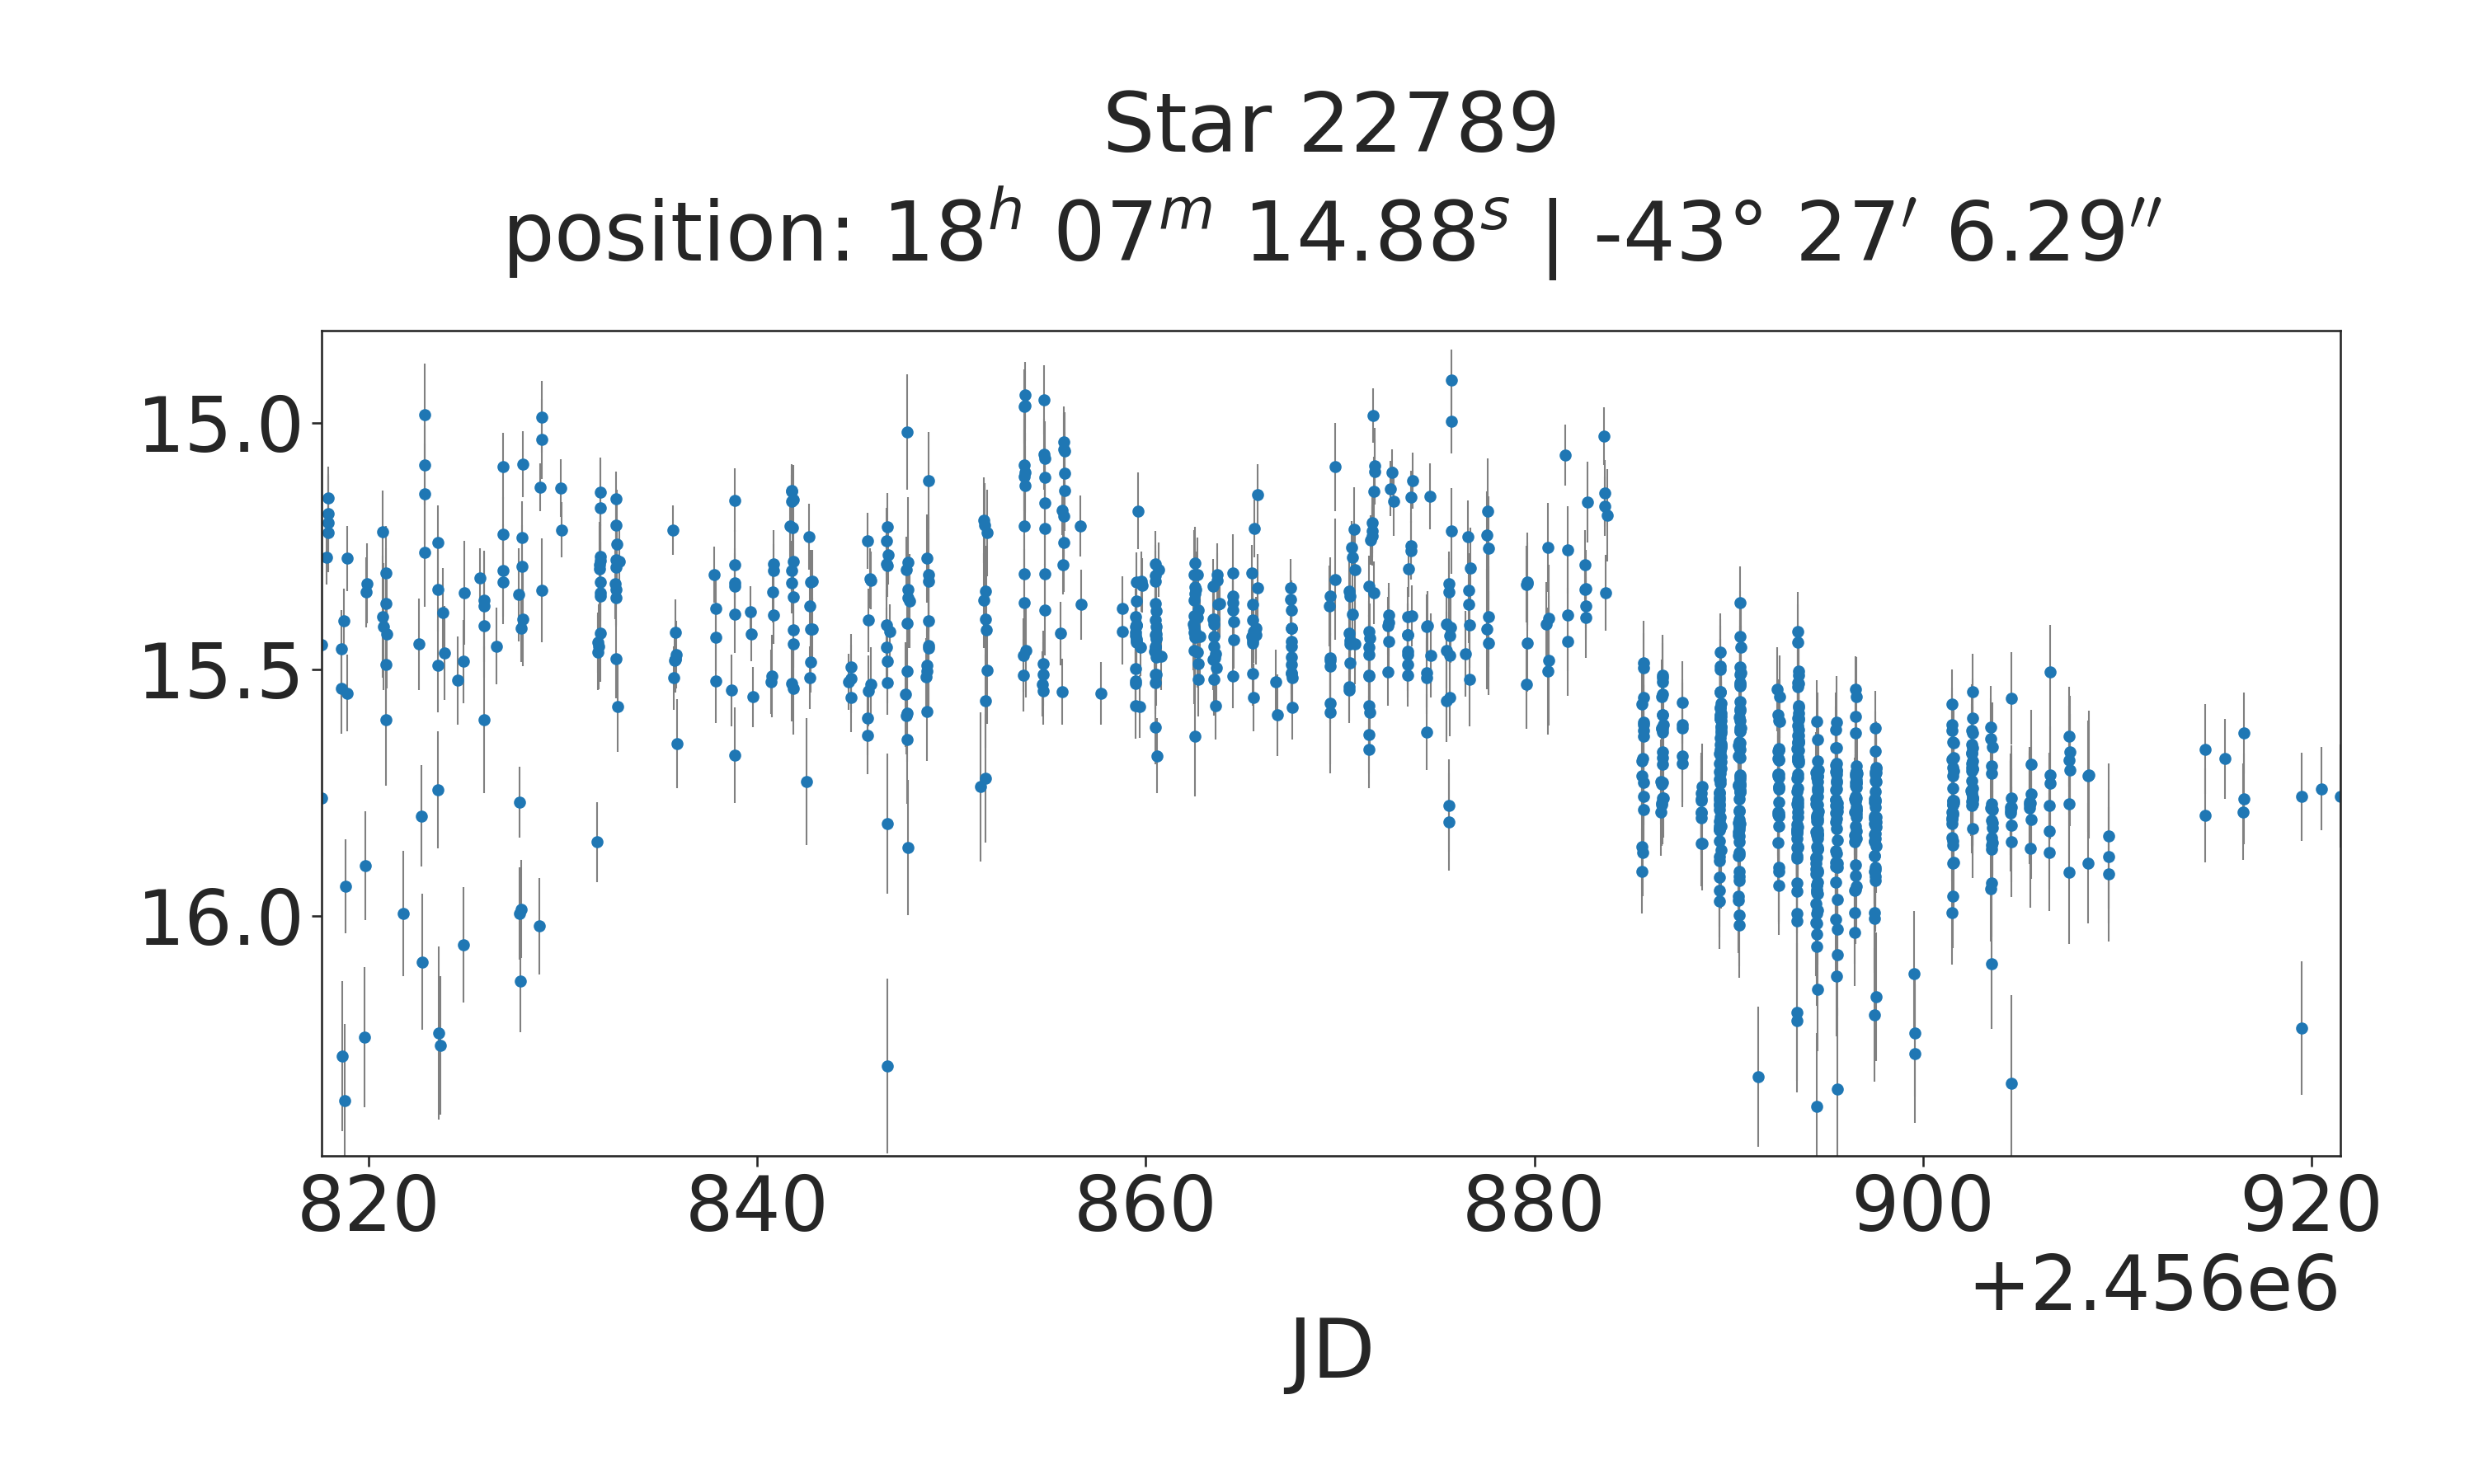 Star 22789
position: 18ʰ 07ᵐ 14.88ˢ | -43° 27′ 6.29′′
15.0
15.5
16.0
820 840 860 880 900 920
+2.456e6
JD